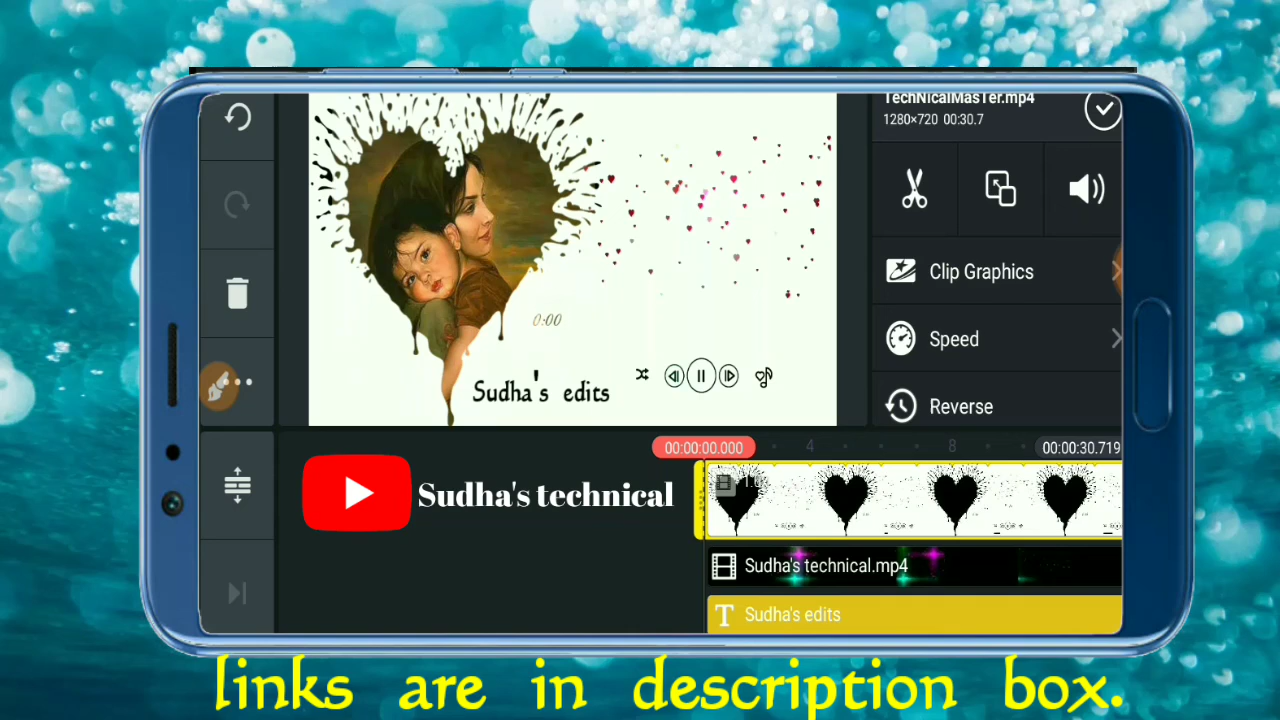 TechNicalMasTer.mp4
1280×720 00:30.7
Clip Graphics
Speed
Reverse
0:00
Sudha's edits
00:00:00.000
4
8
00:00:30.719
Sudha's technical
Sudha's technical.mp4
T Sudha's edits
links are in description box.